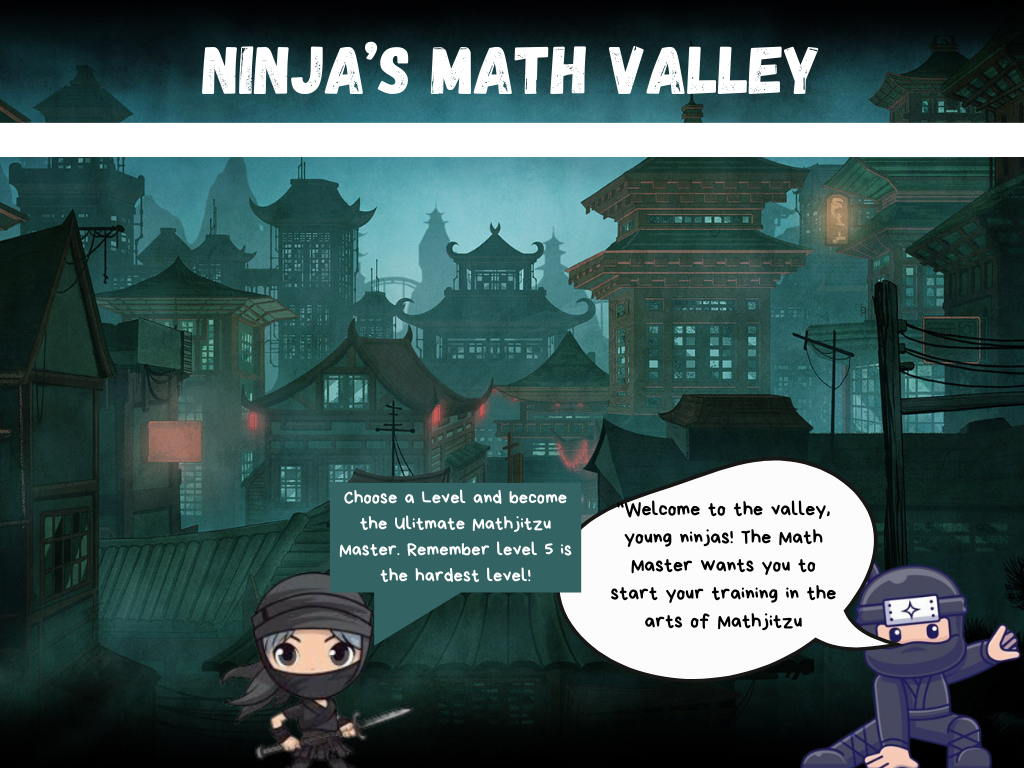 NINJA'S MATH VALLEY
Choose a Level and become
the Ulitmate Mathjitzu
Master. Remember level 5 is
the hardest level!
"Welcome to the valley,
young ninjas! The Math
Master wants you to
start your training in the
arts of Mathjitzu